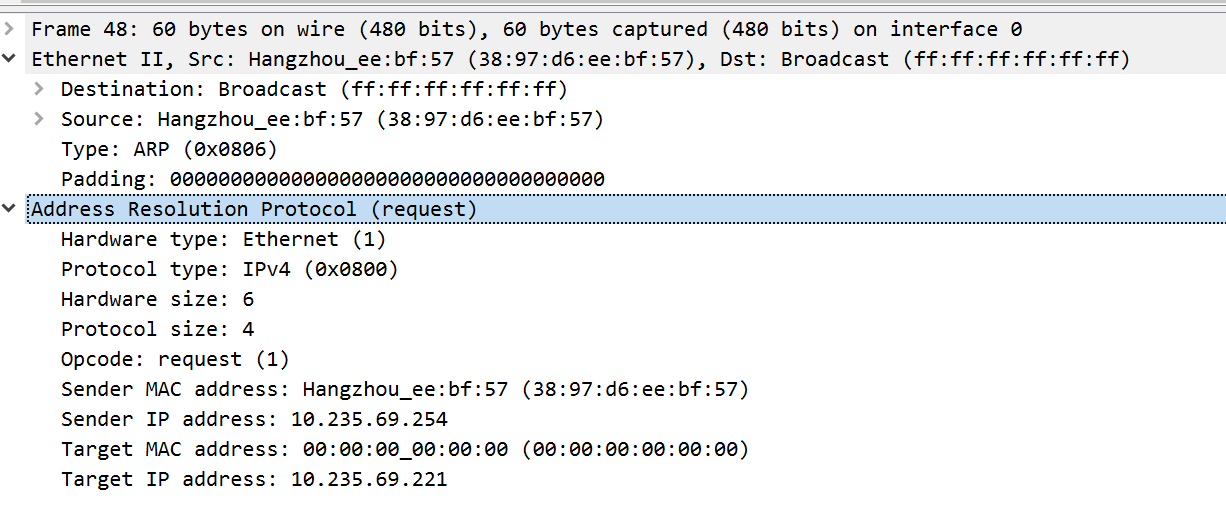 Frame 48: 60 bytes on wire (480 bits), 60 bytes captured (480 bits) on interface 0
Ethernet II, Src: Hangzhou_ee:bf:57 (38:97:d6:ee:bf:57), Dst: Broadcast (ff:ff:ff:ff:ff:ff)
Destination: Broadcast (ff:ff:ff:ff:ff:ff)
Source: Hangzhou_ee:bf:57 (38:97:d6:ee:bf:57)
Type: ARP (0x0806)
Padding: 000000000000000000000000000000000000
Address Resolution Protocol (request)
Hardware type: Ethernet (1)
Protocol type: IPv4 (0x0800)
Hardware size: 6
Protocol size: 4
Opcode: request (1)
Sender MAC address: Hangzhou_ee:bf:57 (38:97:d6:ee:bf:57)
Sender IP address: 10.235.69.254
Target MAC address: 00:00:00_00:00:00 (00:00:00:00:00:00)
Target IP address: 10.235.69.221